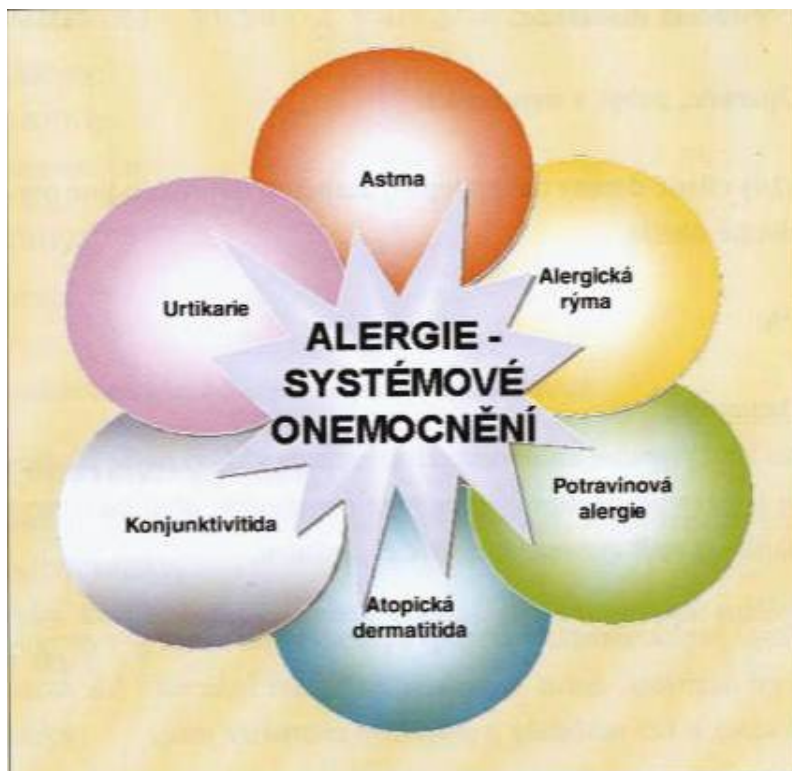 Astma
Alergická
rýma
Urtikarie
ALERGIE -
SYSTÉMOVÉ
ONEMOCNĚNÍ
Potravinová
alergie
Konjunktivitida
Atopická
dermatitida